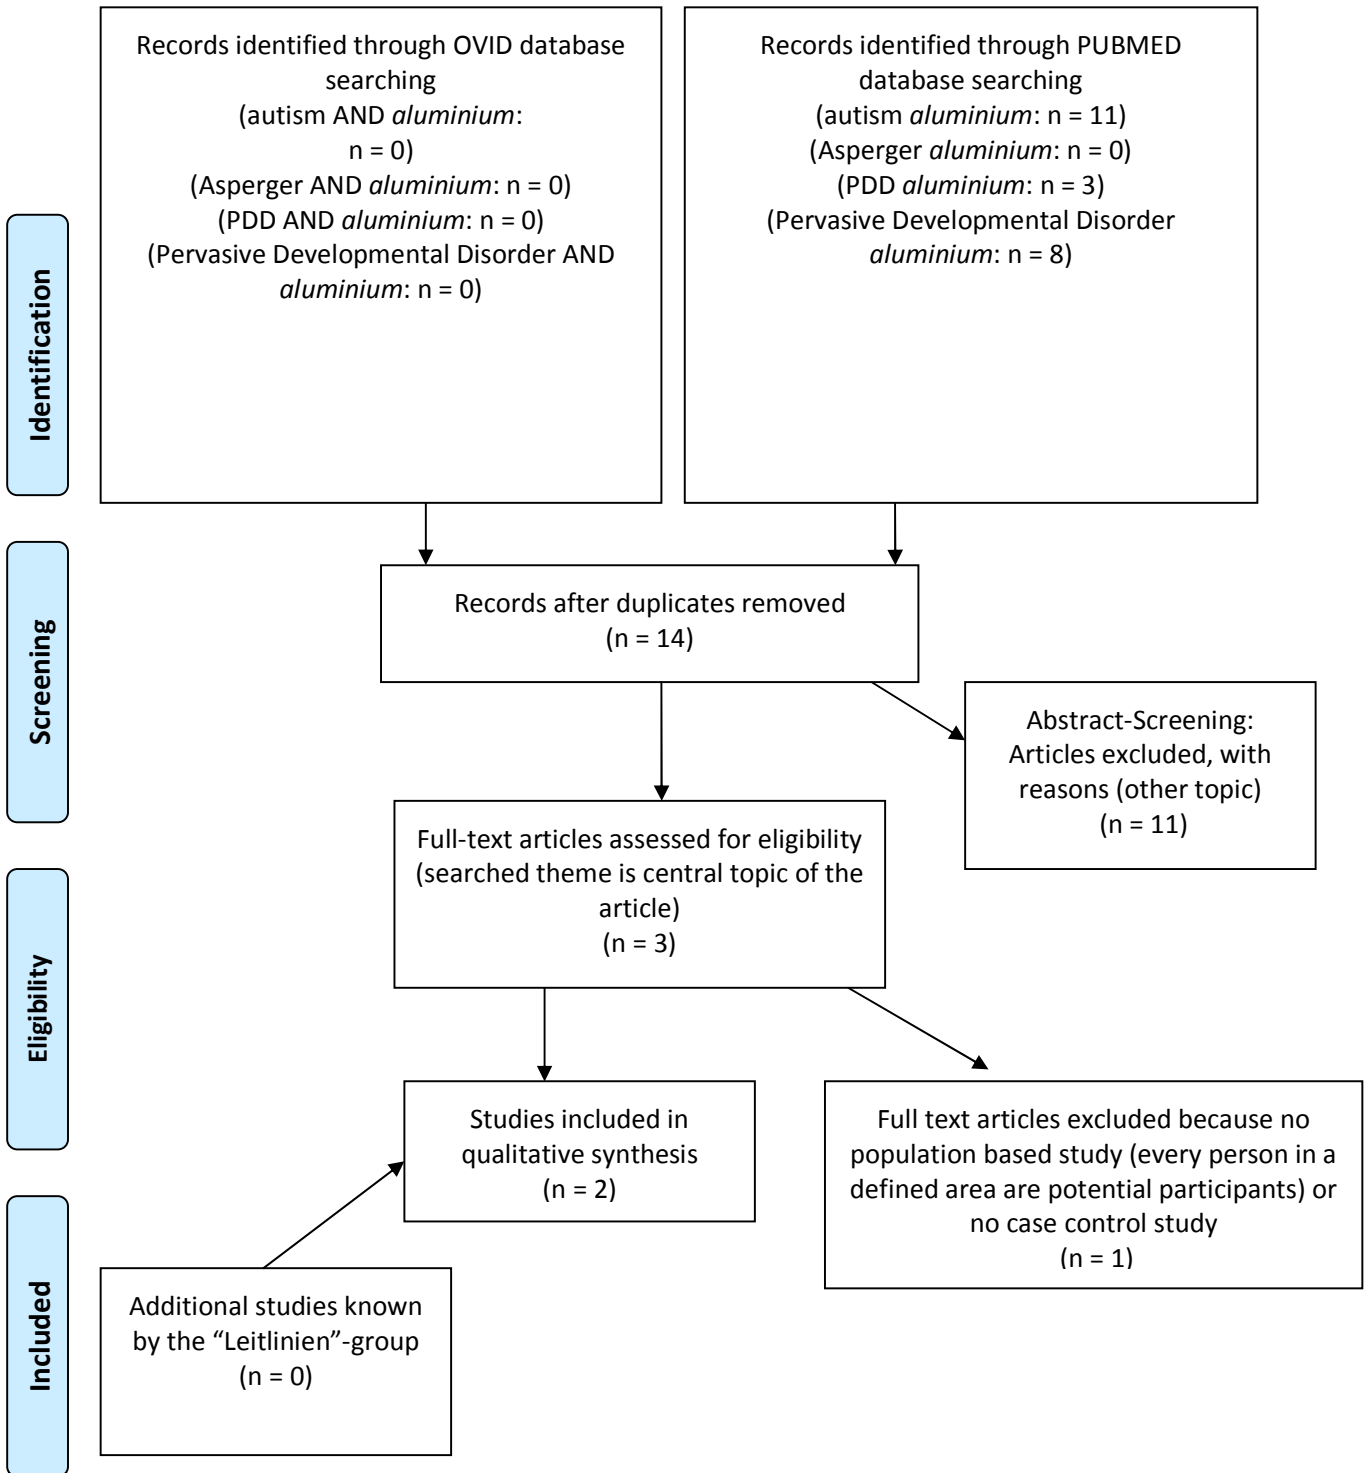 Records identified through OVID database
searching
(autism AND aluminium:
n = 0)
(Asperger AND aluminium: n = 0)
(PDD AND aluminium: n = 0)
(Pervasive Developmental Disorder AND
aluminium: n = 0)
Records identified through PUBMED
database searching
(autism aluminium: n = 11)
(Asperger aluminium: n = 0)
(PDD aluminium: n = 3)
(Pervasive Developmental Disorder
aluminium: n = 8)
Identification
Records after duplicates removed
(n = 14)
Screening
Abstract-Screening:
Articles excluded, with
reasons (other topic)
(n = 11)
Full-text articles assessed for eligibility
(searched theme is central topic of the
article)
(n = 3)
Eligibility
Studies included in
qualitative synthesis
(n = 2)
Full text articles excluded because no
population based study (every person in a
defined area are potential participants) or
no case control study
(n = 1)
Included
Additional studies known
by the “Leitlinien”-group
(n = 0)